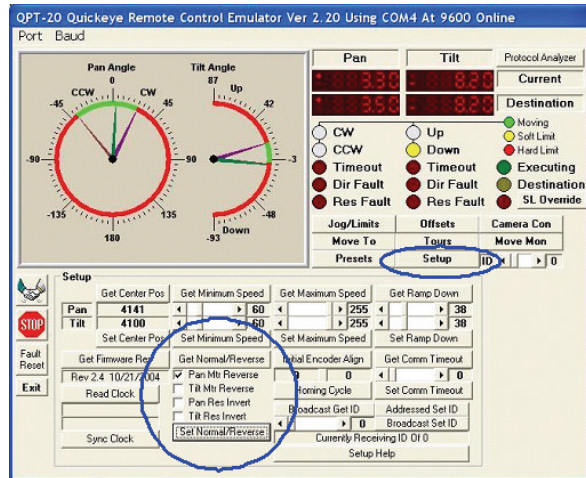 QPT-20 Quickeye Remote Control Emulator Ver 2.20 Using COM4 At 9600 Online
Port Baud
Pan Angle
0
CCW CW
-45 45
-90 90
-135 135
180
Tilt Angle
87
Up
42
-3
-48
Down
-93
Pan Tilt Protocol Analyzer
3.30 - 8.20 Current
3.50 - 8.20 Destination
CW Up Moving
CCW Down Soft Limit
Hard Limit
Timeout Timeout Executing
Dir Fault Dir Fault Destination
Res Fault Res Fault SL Override
Jog/Limits Offsets Camera Con
Move To Tours Move Mon
Presets Setup ID 0
Setup
Get Center Pos Get Minimum Speed Get Maximum Speed Get Ramp Down
Pan 4141 60 255 38
Tilt 4100 60 255 38
Set Center Pos Set Minimum Speed Set Maximum Speed Set Ramp Down
STOP
Fault Reset
Exit
Get Firmware Rev Get Normal/Reverse Initial Encoder Align Get Comm Timeout
Rev 2.4 10/21/2004 Pan Mtr Reverse 0 0
Read Clock Tilt Mtr Reverse Homing Cycle Set Comm Timeout
Pan Res Invert Broadcast Get ID Addressed Set ID
Tilt Res Invert 0 Broadcast Set ID
Sync Clock Set Normal/Reverse Currently Receiving ID Of 0
Setup Help